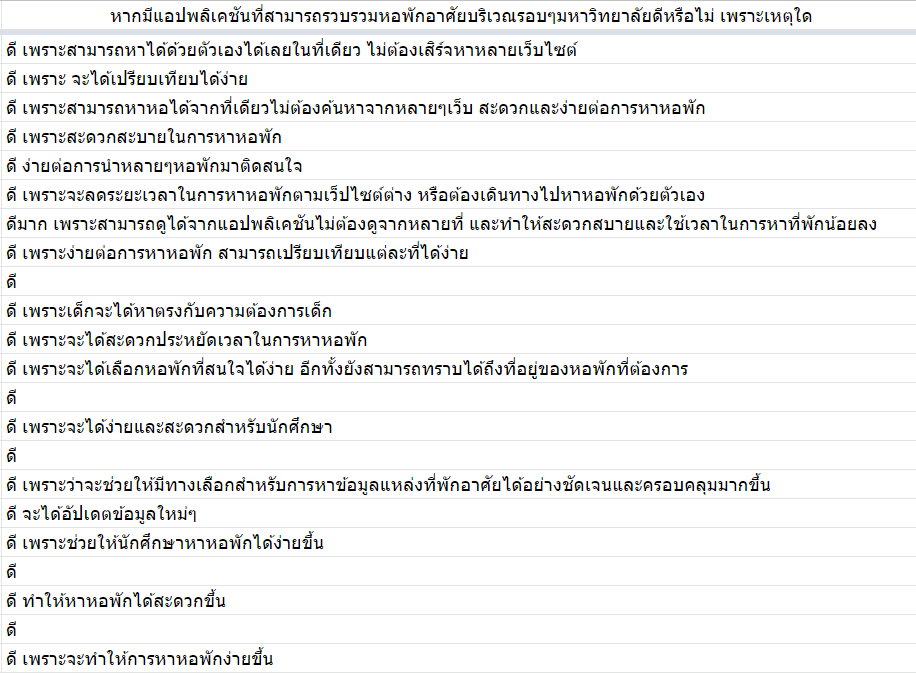 หากมีแอปพลิเคชันที่สามารถรวบรวมหอพักอาศัยบริเวณรอบๆมหาวิทยาลัยดีหรือไม่ เพราะเหตุใด
ดี เพราะสามารถหาได้ด้วยตัวเองได้เลยในที่เดียว ไม่ต้องเสิร์จหาหลายเว็บไซต์
ดี เพราะ จะได้เปรียบเทียบได้ง่าย
ดี เพราะสามารถหาหอได้จากที่เดียวไม่ต้องค้นหาจากหลายๆเว็บ สะดวกและง่ายต่อการหาหอพัก
ดี เพราะสะดวกสะบายในการหาหอพัก
ดี ง่ายต่อการนำหลายๆหอพักมาติดสนใจ
ดี เพราะจะลดระยะเวลาในการหาหอพักตามเว็บไซต์ต่าง หรือต้องเดินทางไปหาหอพักด้วยตัวเอง
ดีมาก เพราะสามารถดูได้จากแอปพลิเคชันไม่ต้องดูจากหลายที่ และทำให้สะดวกสบายและใช้เวลาในการหาที่พักน้อยลง
ดี เพราะง่ายต่อการหาหอพัก สามารถเปรียบเทียบแต่ละที่ได้ง่าย
ดี
ดี เพราะเด็กจะได้หาตรงกับความต้องการเด็ก
ดี เพราะจะได้สะดวกประหยัดเวลาในการหาหอพัก
ดี เพราะจะได้เลือกหอพักที่สนใจได้ง่าย อีกทั้งยังสามารถทราบได้ถึงที่อยู่ของหอพักที่ต้องการ
ดี
ดี เพราะจะได้ง่ายและสะดวกสำหรับนักศึกษา
ดี
ดี เพราะว่าจะช่วยให้มีทางเลือกสำหรับการหาข้อมูลแหล่งที่พักอาศัยได้อย่างชัดเจนและครอบคลุมมากขึ้น
ดี จะได้อัปเดตข้อมูลใหม่ๆ
ดี เพราะช่วยให้นักศึกษาหาหอพักได้ง่ายขึ้น
ดี
ดี ทำให้หาหอพักได้สะดวกขึ้น
ดี
ดี เพราะจะทำให้การหาหอพักง่ายขึ้น